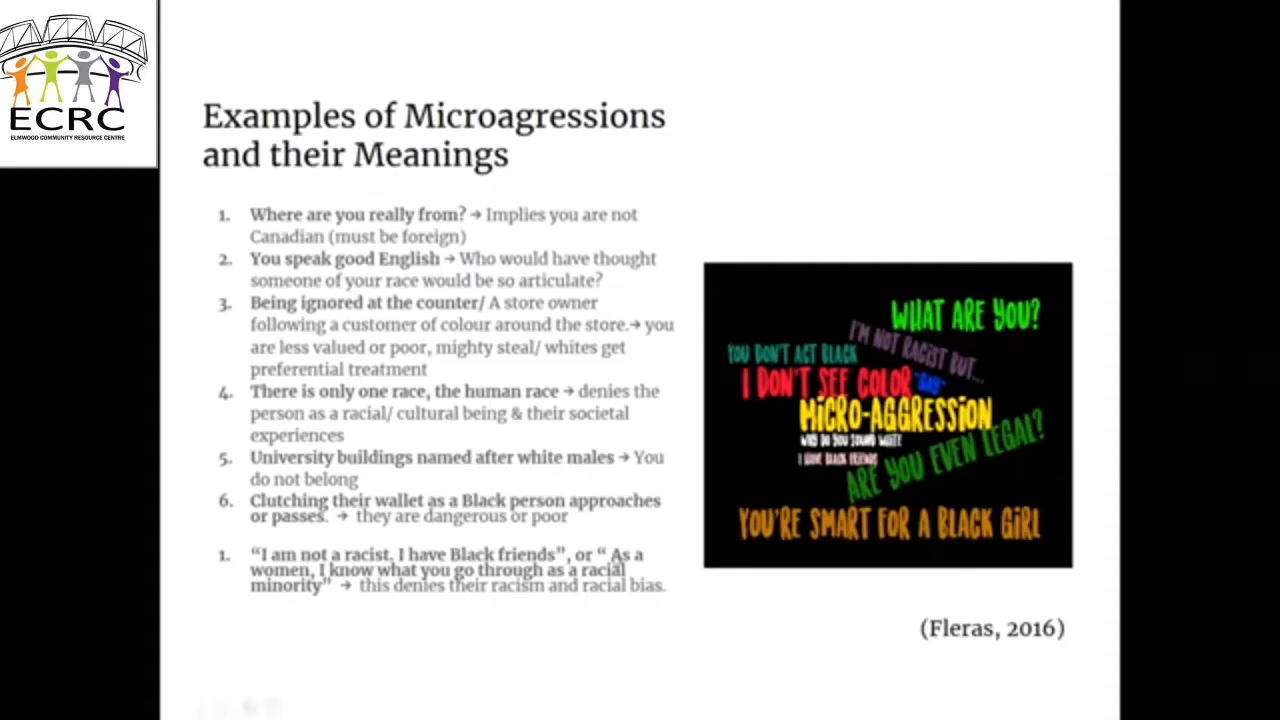 ECRC
ELMWOOD COMMUNITY RESOURCE CENTRE
Examples of Microagressions
and their Meanings
1. Where are you really from? → Implies you are not
Canadian (must be foreign)
2. You speak good English → Who would have thought
someone of your race would be so articulate?
3. Being ignored at the counter/ A store owner
following a customer of colour around the store.→ you
are less valued or poor, mighty steal/ whites get
preferential treatment
4. There is only one race, the human race → denies the
person as a racial/ cultural being & their societal
experiences
5. University buildings named after white males → You
do not belong
6. Clutching their wallet as a Black person approaches
or passes. → they are dangerous or poor
1. “I am not a racist, I have Black friends”, or “ As a
women, I know what you go through as a racial
minority” → this denies their racism and racial bias.
WHAT ARE YOU?
I'M NOT RACIST BUT...
YOU DON'T ACT BLACK
I DON'T SEE COLOR
"GAY"
MICRO-AGGRESSION
WHY DO YOU SOUND WHITE
I HAVE BLACK FRIENDS
ARE YOU EVEN LEGAL?
YOU'RE SMART FOR A BLACK GIRL
(Fleras, 2016)